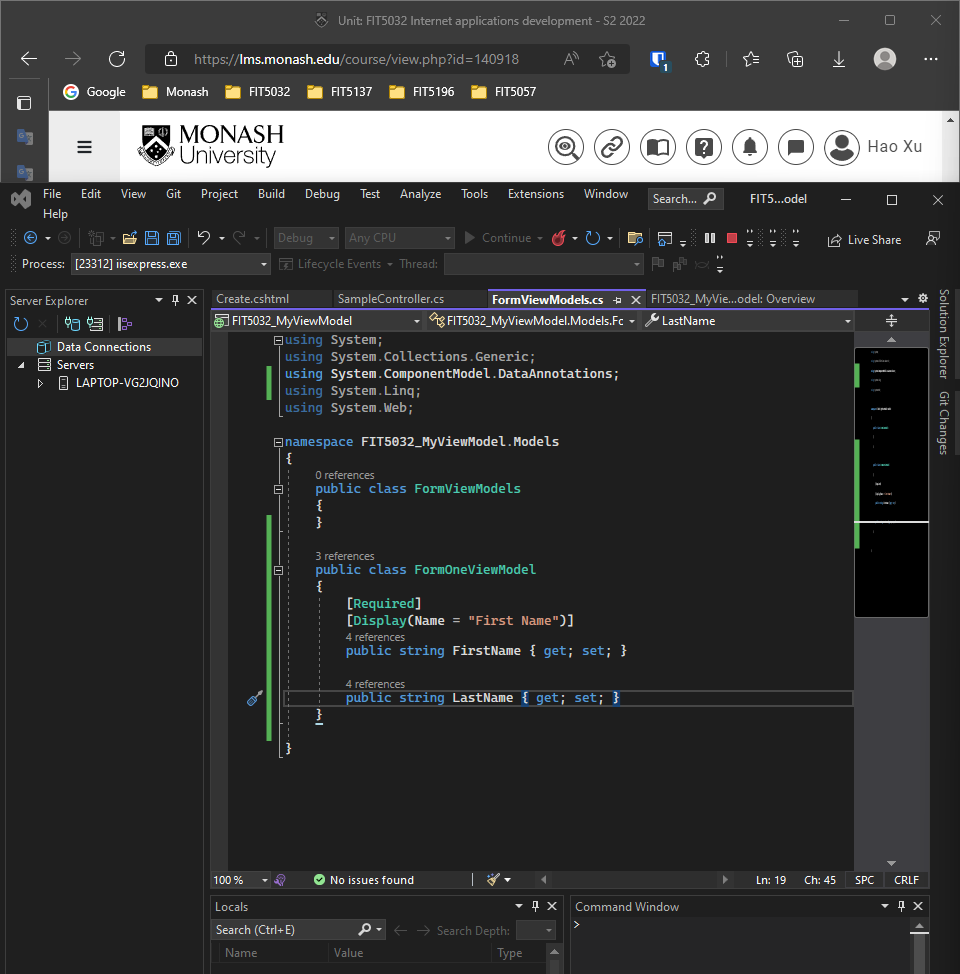 Unit: FIT5032 Internet applications development - S2 2022
https://lms.monash.edu/course/view.php?id=140918
1
Google Monash FIT5032 FIT5137 FIT5196 FIT5057
MONASH University
Hao Xu
File Edit View Git Project Build Debug Test Analyze Tools Extensions Window Search... FIT5...odel
Help
Debug Any CPU Continue Live Share
Process: [23312] iisexpress.exe Lifecycle Events Thread:
Server Explorer
Data Connections
Servers
LAPTOP-VG2JQINO
Create.cshtml SampleController.cs FormViewModels.cs FIT5032_MyVie...odel: Overview
FIT5032_MyViewModel FIT5032_MyViewModel.Models.Fc LastName
using System;
using System.Collections.Generic;
using System.ComponentModel.DataAnnotations;
using System.Linq;
using System.Web;
namespace FIT5032_MyViewModel.Models
{
0 references
public class FormViewModels
{
}
3 references
public class FormOneViewModel
{
[Required]
[Display(Name = "First Name")]
4 references
public string FirstName { get; set; }
4 references
public string LastName { get; set; }
}
}
Solution Explorer
Git Changes
100 % No issues found Ln: 19 Ch: 45 SPC CRLF
Locals
Search (Ctrl+E) Search Depth:
Name Value Type
Command Window
>